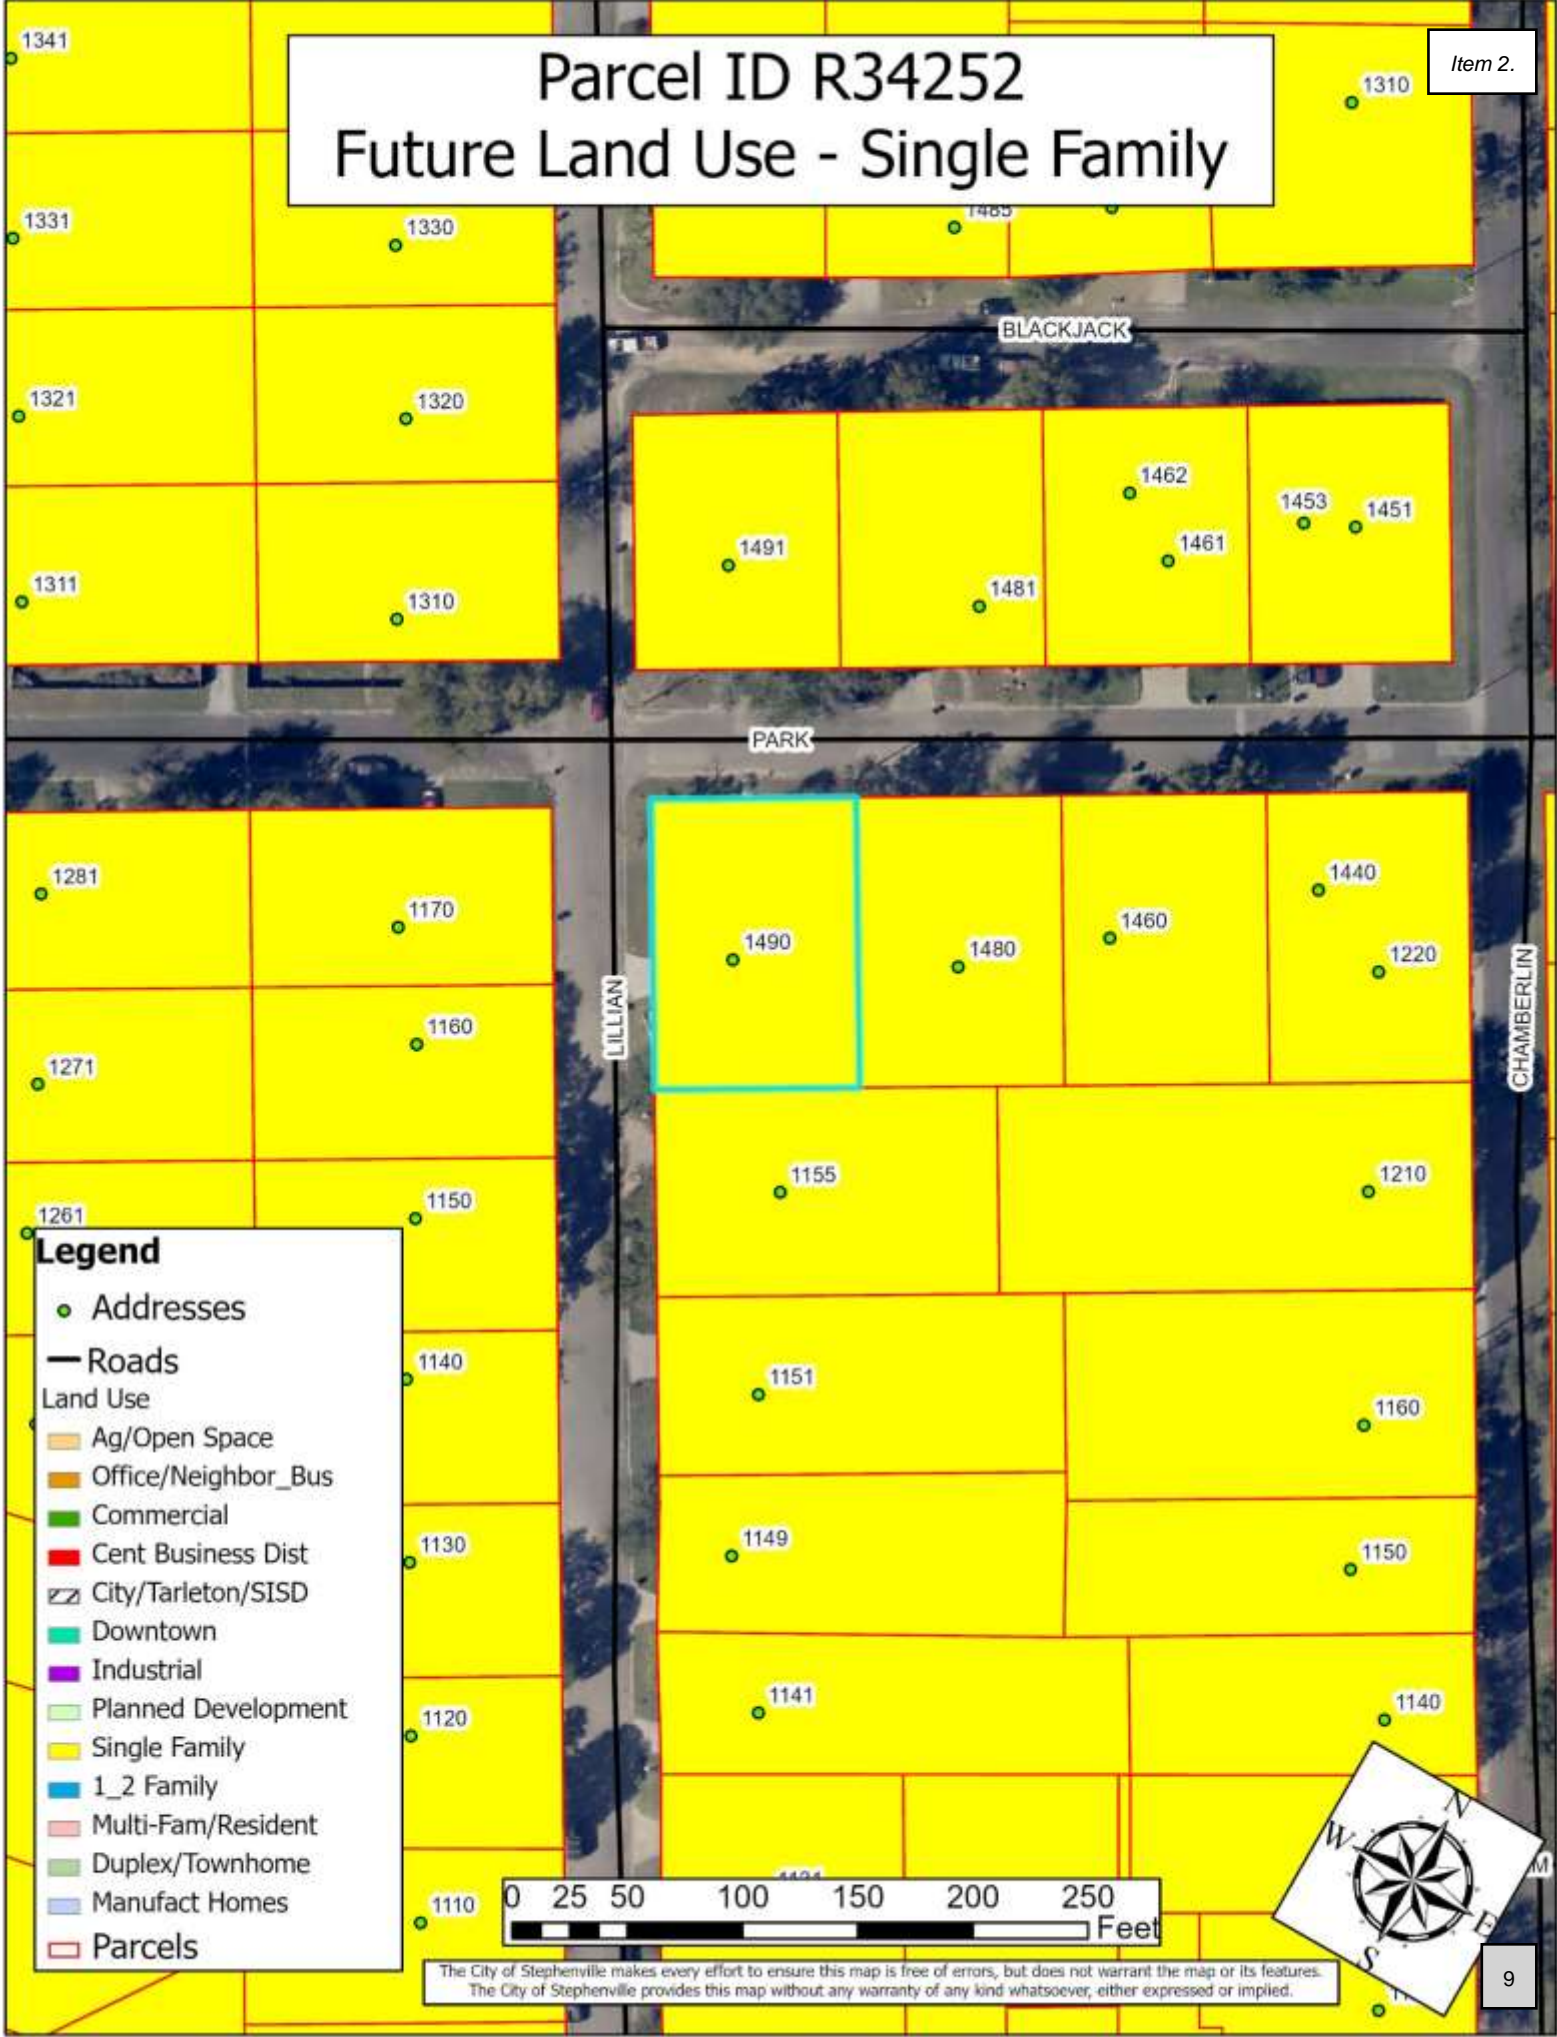 Parcel ID R34252
Future Land Use - Single Family
Item 2.
1341
1310
1331
1330
1485
BLACKJACK
1321
1320
1462
1453
1451
1491
1461
1481
1311
1310
PARK
1281
1170
1440
1490
1480
1460
1220
LILLIAN
CHAMBERLIN
1160
1271
1155
1210
1150
1261
Legend
Addresses
Roads
Land Use
Ag/Open Space
Office/Neighbor_Bus
Commercial
Cent Business Dist
City/Tarleton/SISD
Downtown
Industrial
Planned Development
Single Family
1_2 Family
Multi-Fam/Resident
Duplex/Townhome
Manufact Homes
Parcels
1140
1151
1160
1130
1149
1150
1120
1141
1140
1110
0 25 50 100 150 200 250
Feet
N
W
E
S
M
The City of Stephenville makes every effort to ensure this map is free of errors, but does not warrant the map or its features.
The City of Stephenville provides this map without any warranty of any kind whatsoever, either expressed or implied.
9